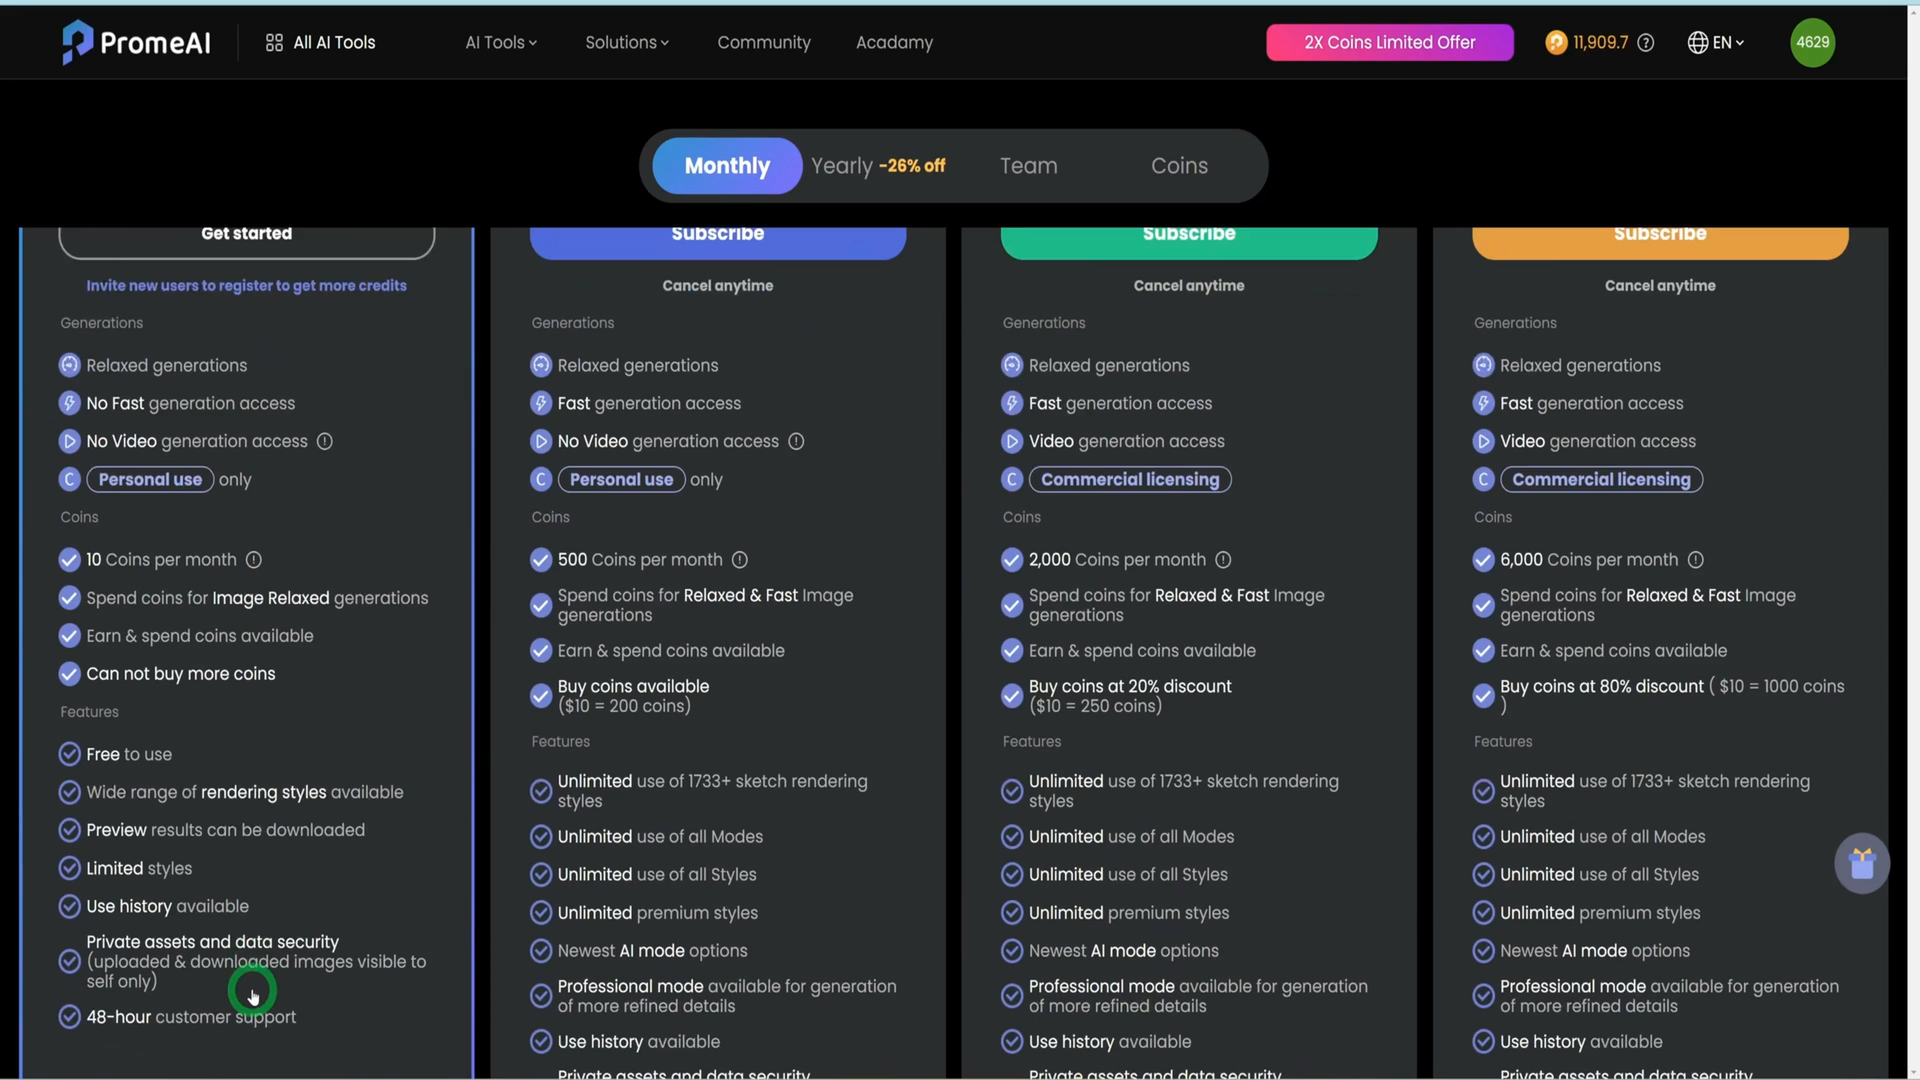 PromeAI
All AI Tools
AI Tools
Solutions
Community
Acadamy
2X Coins Limited Offer
11,909.7
EN
4629
Monthly
Yearly -26% off
Team
Coins
Get started
Invite new users to register to get more credits
Generations
Relaxed generations
No Fast generation access
No Video generation access
C Personal use only
Coins
10 Coins per month
Spend coins for Image Relaxed generations
Earn & spend coins available
Can not buy more coins
Features
Free to use
Wide range of rendering styles available
Preview results can be downloaded
Limited styles
Use history available
Private assets and data security
(uploaded & downloaded images visible to
self only)
48-hour customer support
Subscribe
Cancel anytime
Generations
Relaxed generations
Fast generation access
No Video generation access
C Personal use only
Coins
500 Coins per month
Spend coins for Relaxed & Fast Image
generations
Earn & spend coins available
Buy coins available
($10 = 200 coins)
Features
Unlimited use of 1733+ sketch rendering
styles
Unlimited use of all Modes
Unlimited use of all Styles
Unlimited premium styles
Newest AI mode options
Professional mode available for generation
of more refined details
Use history available
Private assets and data security
Subscribe
Cancel anytime
Generations
Relaxed generations
Fast generation access
Video generation access
C Commercial licensing
Coins
2,000 Coins per month
Spend coins for Relaxed & Fast Image
generations
Earn & spend coins available
Buy coins at 20% discount
($10 = 250 coins)
Features
Unlimited use of 1733+ sketch rendering
styles
Unlimited use of all Modes
Unlimited use of all Styles
Unlimited premium styles
Newest AI mode options
Professional mode available for generation
of more refined details
Use history available
Private assets and data security
Subscribe
Cancel anytime
Generations
Relaxed generations
Fast generation access
Video generation access
C Commercial licensing
Coins
6,000 Coins per month
Spend coins for Relaxed & Fast Image
generations
Earn & spend coins available
Buy coins at 80% discount ( $10 = 1000 coins
)
Features
Unlimited use of 1733+ sketch rendering
styles
Unlimited use of all Modes
Unlimited use of all Styles
Unlimited premium styles
Newest AI mode options
Professional mode available for generation
of more refined details
Use history available
Private assets and data security